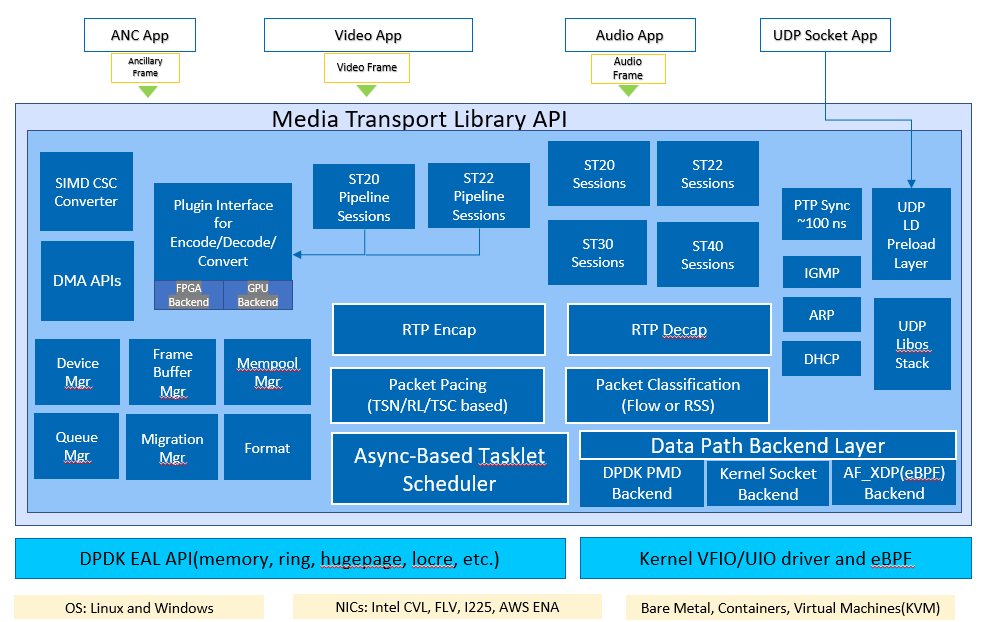 ANC App
Video App
Audio App
UDP Socket App
Ancillary
Frame
Video Frame
Audio
Frame
Media Transport Library API
SIMD CSC
Converter
DMA APIs
Plugin Interface
for
Encode/Decode/
Convert
FPGA
Backend
GPU
Backend
ST20
Pipeline
Sessions
ST22
Pipeline
Sessions
ST20
Sessions
ST22
Sessions
ST30
Sessions
ST40
Sessions
PTP Sync
~100 ns
IGMP
ARP
DHCP
UDP
LD
Preload
Layer
UDP
Libos
Stack
RTP Encap
RTP Decap
Device
Mgr
Frame
Buffer
Mgr
Mempool
Mgr
Packet Pacing
(TSN/RL/TSC based)
Packet Classification
(Flow or RSS)
Queue
Mgr
Migration
Mgr
Format
Async-Based Tasklet
Scheduler
Data Path Backend Layer
DPDK PMD
Backend
Kernel Socket
Backend
AF_XDP(eBPF)
Backend
DPDK EAL API(memory, ring, hugepage, locre, etc.)
Kernel VFIO/UIO driver and eBPF
OS: Linux and Windows
NICs: Intel CVL, FLV, I225, AWS ENA
Bare Metal, Containers, Virtual Machines(KVM)